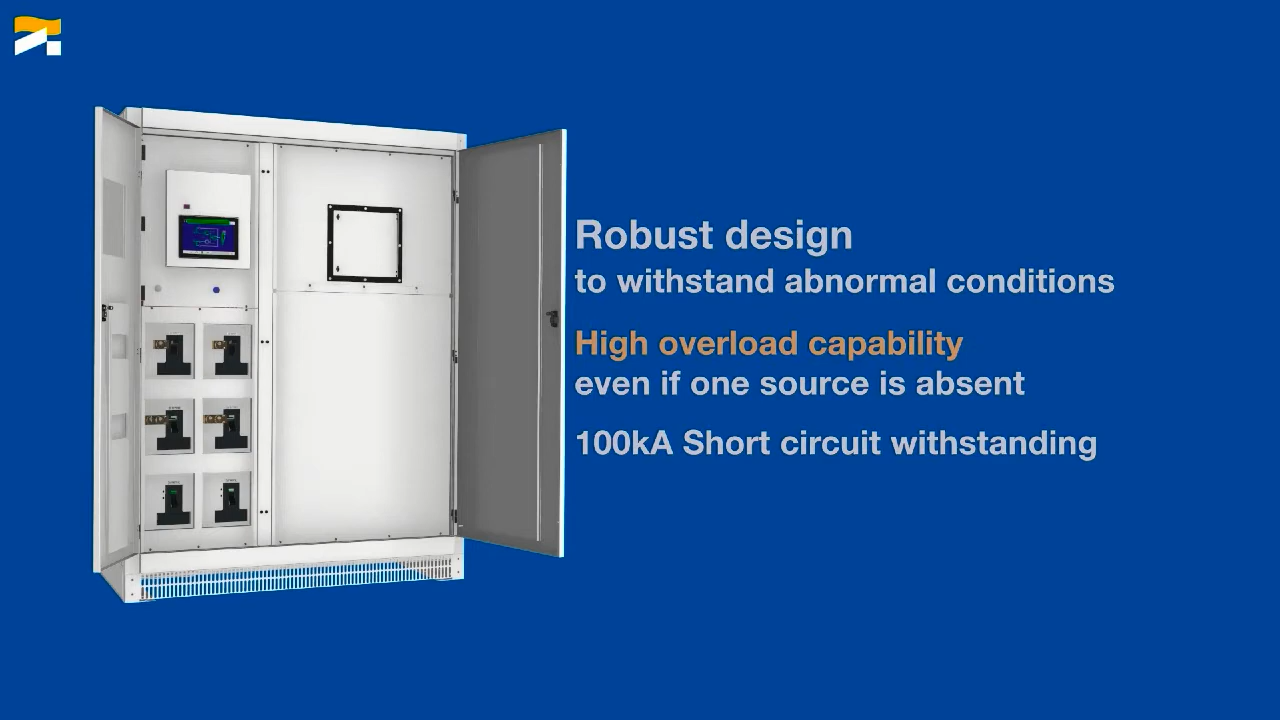 Robust design
to withstand abnormal conditions
High overload capability
even if one source is absent
100kA Short circuit withstanding